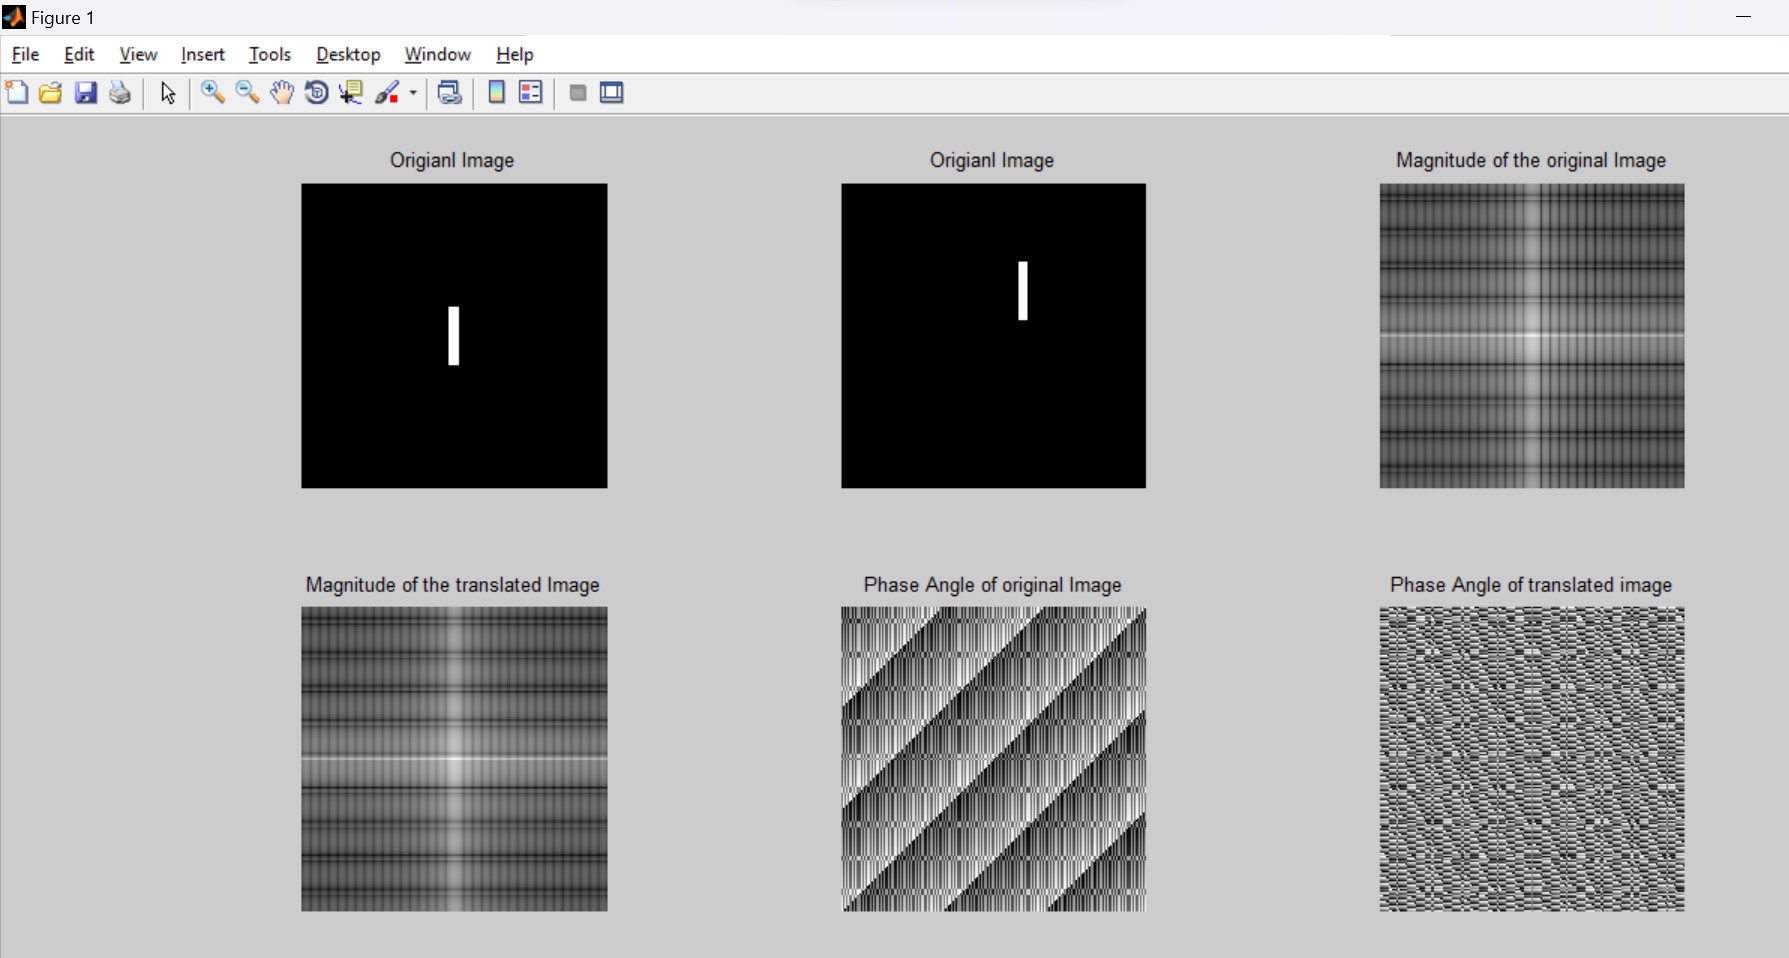 Figure 1
File Edit View Insert Tools Desktop Window Help
Origianl Image
Origianl Image
Magnitude of the original Image
Magnitude of the translated Image
Phase Angle of original Image
Phase Angle of translated image